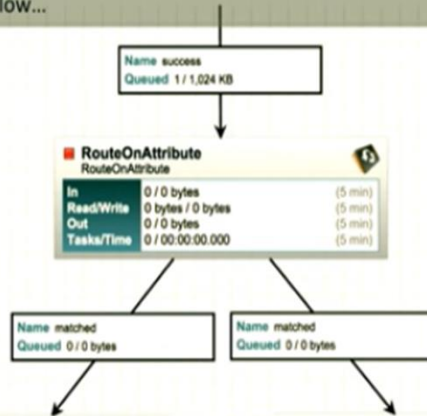 low...
Name success
Queued 1 / 1,024 KB
RouteOnAttribute
RouteOnAttribute
In 0 / 0 bytes (5 min)
Read/Write 0 bytes / 0 bytes (5 min)
Out 0 / 0 bytes (5 min)
Tasks/Time 0 / 00:00:00.000 (5 min)
Name matched
Queued 0 / 0 bytes
Name matched
Queued 0 / 0 bytes